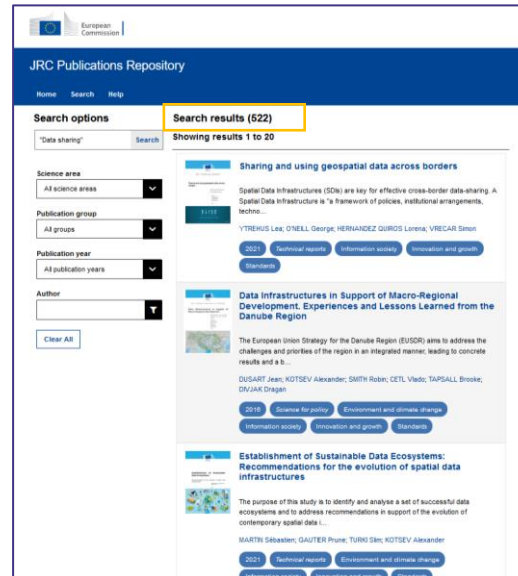 European
Commission
JRC Publications Repository
Home Search Help
Search options
"Data sharing" Search
Science area
All science areas
Publication group
All groups
Publication year
All publication years
Author
Clear All
Search results (522)
Showing results 1 to 20
Sharing and using geospatial data across borders
Spatial Data Infrastructures (SDIs) are key for effective cross-border data-sharing. A
Spatial Data Infrastructure is "a framework of policies, institutional arrangements,
techno...
YTREHUS Lea; O'NEILL George; HERNANDEZ QUIROS Lorena; VRECAR Simon
2021 Technical reports Information society Innovation and growth
Standards
Data Infrastructures in Support of Macro-Regional
Development. Experiences and Lessons Learned from the
Danube Region
The European Union Strategy for the Danube Region (EUSDR) aims to address the
challenges and priorities of the region in an integrated manner, leading to concrete
results and a b...
DUSART Jean; KOTSEV Alexander; SMITH Robin; CETL Vlado; TAPSALL Brooke;
DIVJAK Dragan
2016 Science for policy Environment and climate change
Information society Innovation and growth Standards
Establishment of Sustainable Data Ecosystems:
Recommendations for the evolution of spatial data
infrastructures
The purpose of this study is to identify and analyse a set of successful data
ecosystems and to address recommendations in support of the evolution of
contemporary spatial data i...
MARTIN Sébastien; GAUTIER Prune; TURKI Slim; KOTSEV Alexander
2021 Technical reports Environment and climate change
Information society Innovation and growth Standards